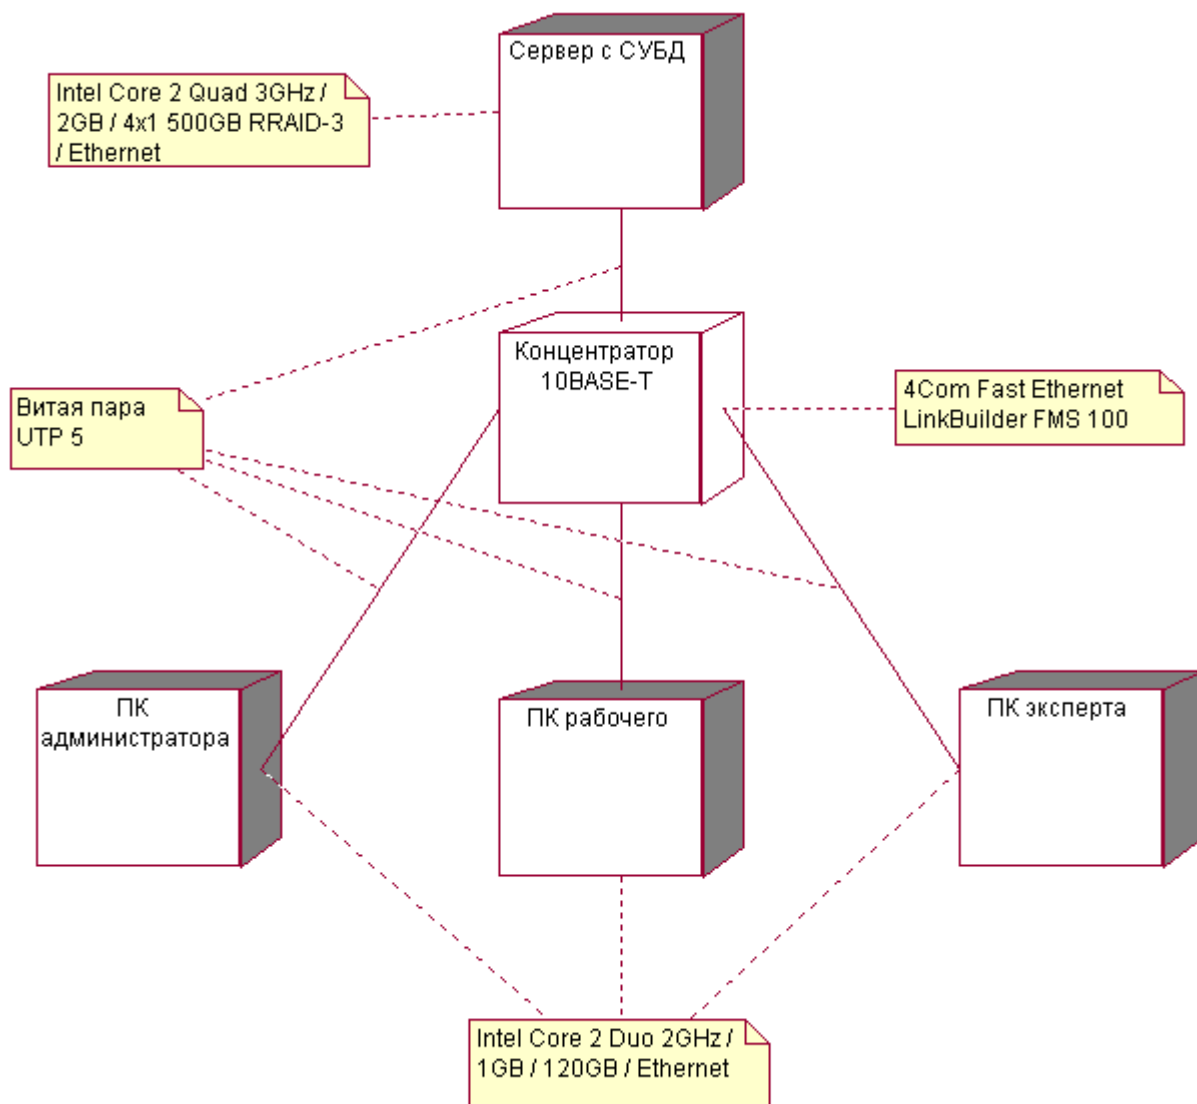 Сервер с СУБД
Intel Core 2 Quad 3GHz /
2GB / 4x1 500GB RRAID-3
/ Ethernet
Концентратор
10BASE-T
4Com Fast Ethernet
LinkBuilder FMS 100
Витая пара
UTP 5
ПК
администратора
ПК рабочего
ПК эксперта
Intel Core 2 Duo 2GHz /
1GB / 120GB / Ethernet